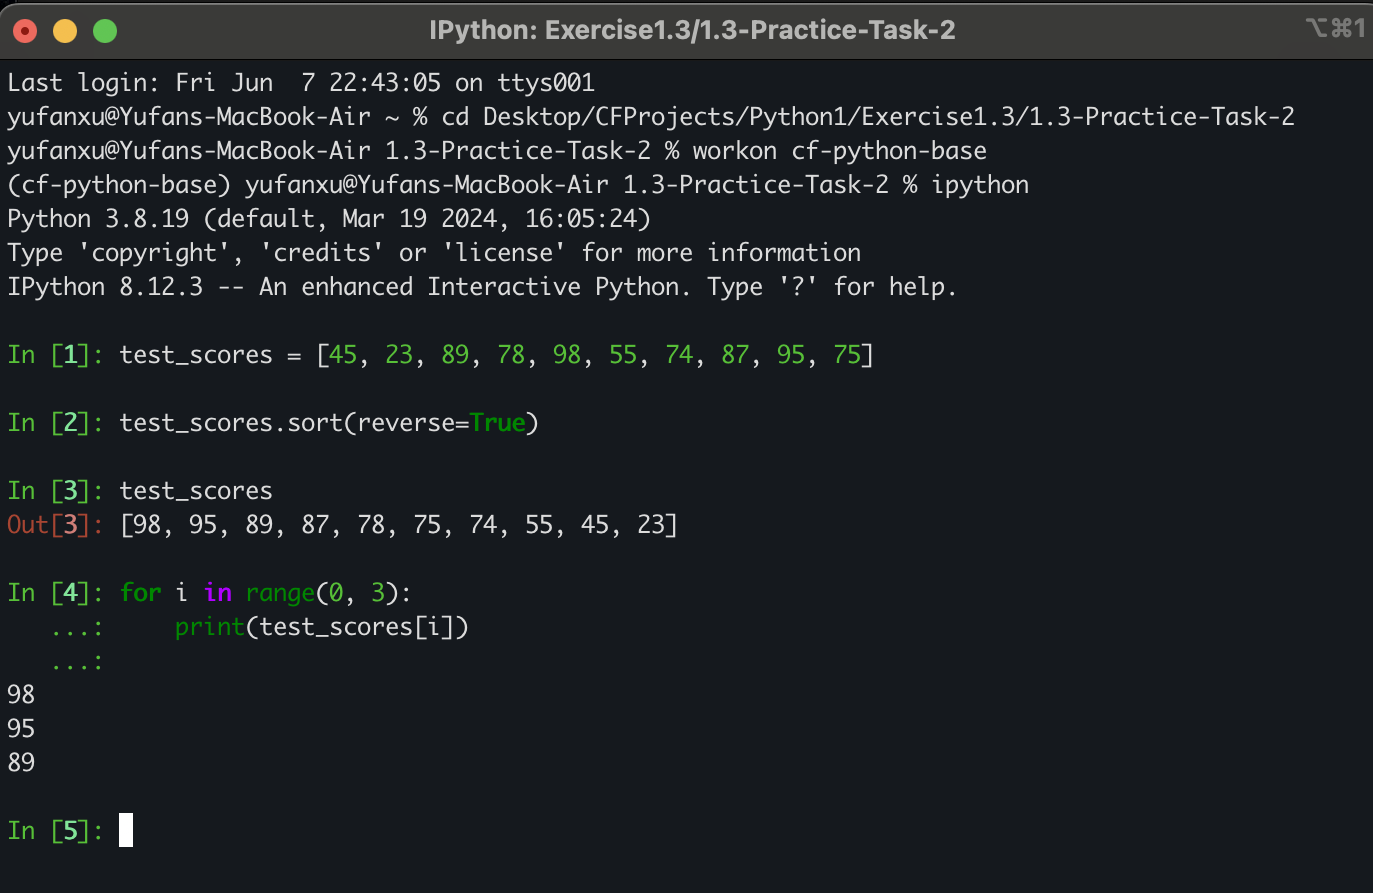 IPython: Exercise1.3/1.3-Practice-Task-2 ⌥⌘1
Last login: Fri Jun  7 22:43:05 on ttys001
yufanxu@Yufans-MacBook-Air ~ % cd Desktop/CFProjects/Python1/Exercise1.3/1.3-Practice-Task-2
yufanxu@Yufans-MacBook-Air 1.3-Practice-Task-2 % workon cf-python-base
(cf-python-base) yufanxu@Yufans-MacBook-Air 1.3-Practice-Task-2 % ipython
Python 3.8.19 (default, Mar 19 2024, 16:05:24)
Type 'copyright', 'credits' or 'license' for more information
IPython 8.12.3 -- An enhanced Interactive Python. Type '?' for help.
In [1]: test_scores = [45, 23, 89, 78, 98, 55, 74, 87, 95, 75]
In [2]: test_scores.sort(reverse=True)
In [3]: test_scores
Out[3]: [98, 95, 89, 87, 78, 75, 74, 55, 45, 23]
In [4]: for i in range(0, 3):
   ...:     print(test_scores[i])
   ...:
98
95
89
In [5]: